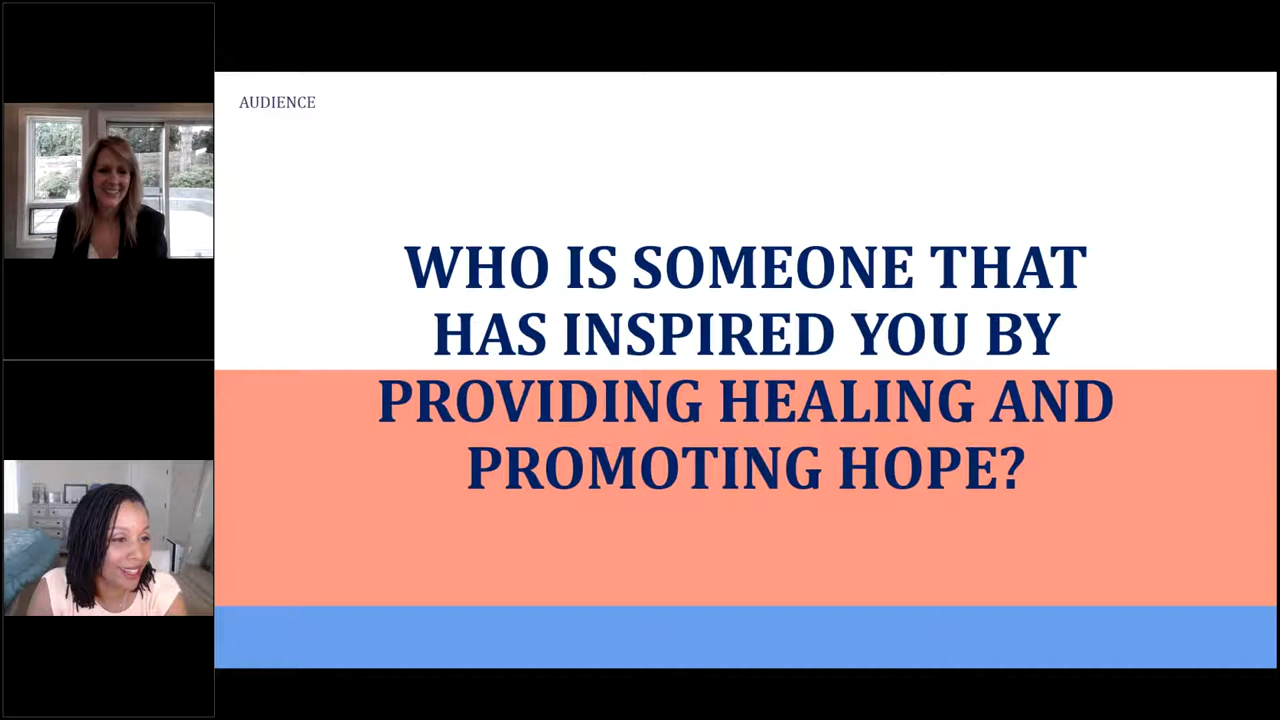 AUDIENCE
WHO IS SOMEONE THAT
HAS INSPIRED YOU BY
PROVIDING HEALING AND
PROMOTING HOPE?